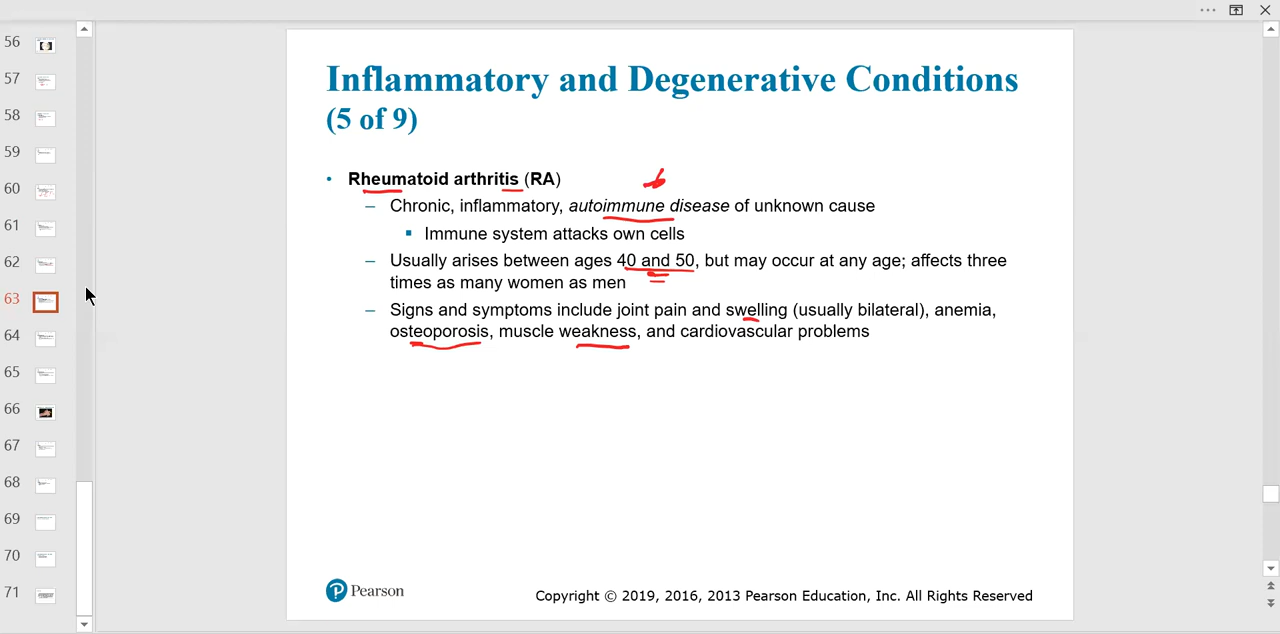 56
57
58
59
60
61
62
63
64
65
66
67
68
69
70
71
Inflammatory and Degenerative Conditions
(5 of 9)
• Rheumatoid arthritis (RA)
– Chronic, inflammatory, autoimmune disease of unknown cause
▪ Immune system attacks own cells
– Usually arises between ages 40 and 50, but may occur at any age; affects three
times as many women as men
– Signs and symptoms include joint pain and swelling (usually bilateral), anemia,
osteoporosis, muscle weakness, and cardiovascular problems
P Pearson
Copyright © 2019, 2016, 2013 Pearson Education, Inc. All Rights Reserved